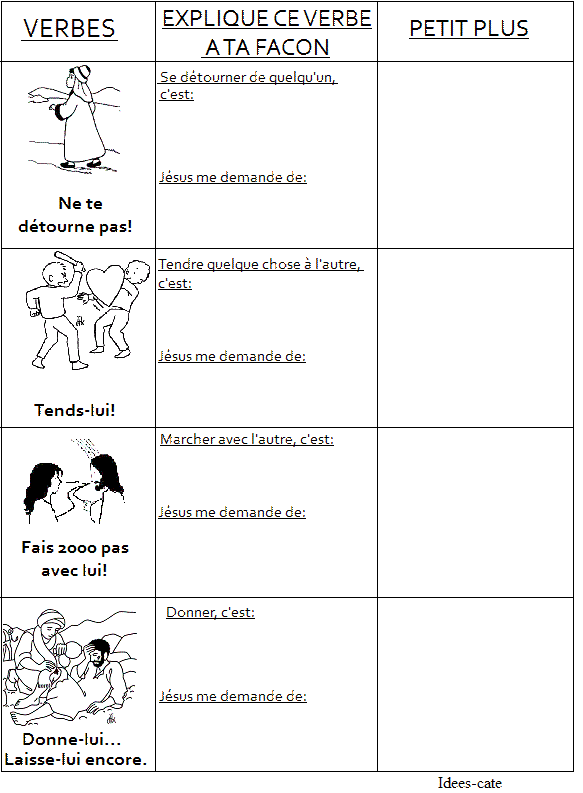 VERBES
EXPLIQUE CE VERBE
A TA FACON
PETIT PLUS
Se détourner de quelqu'un,
c'est:
Jésus me demande de:
Ne te
détourne pas!
Tendre quelque chose à l'autre,
c'est:
Jésus me demande de:
Tends-lui!
Marcher avec l'autre, c'est:
Jésus me demande de:
Fais 2000 pas
avec lui!
Donner, c'est:
Jésus me demande de:
Donne-lui...
Laisse-lui encore.
Idees-cate